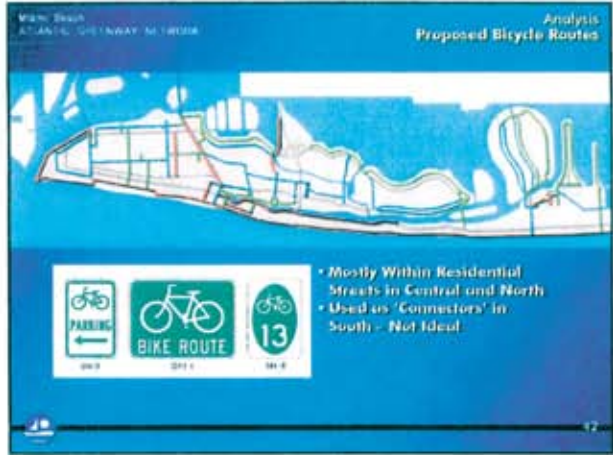 Miami Beach
ATLANTIC GREENWAY NETWORK
Analysis
Proposed Bicycle Routes
• Mostly Within Residential
Streets in Central and North
• Used as 'Connectors' in
South - Not Ideal
PARKING
BIKE ROUTE
13
42